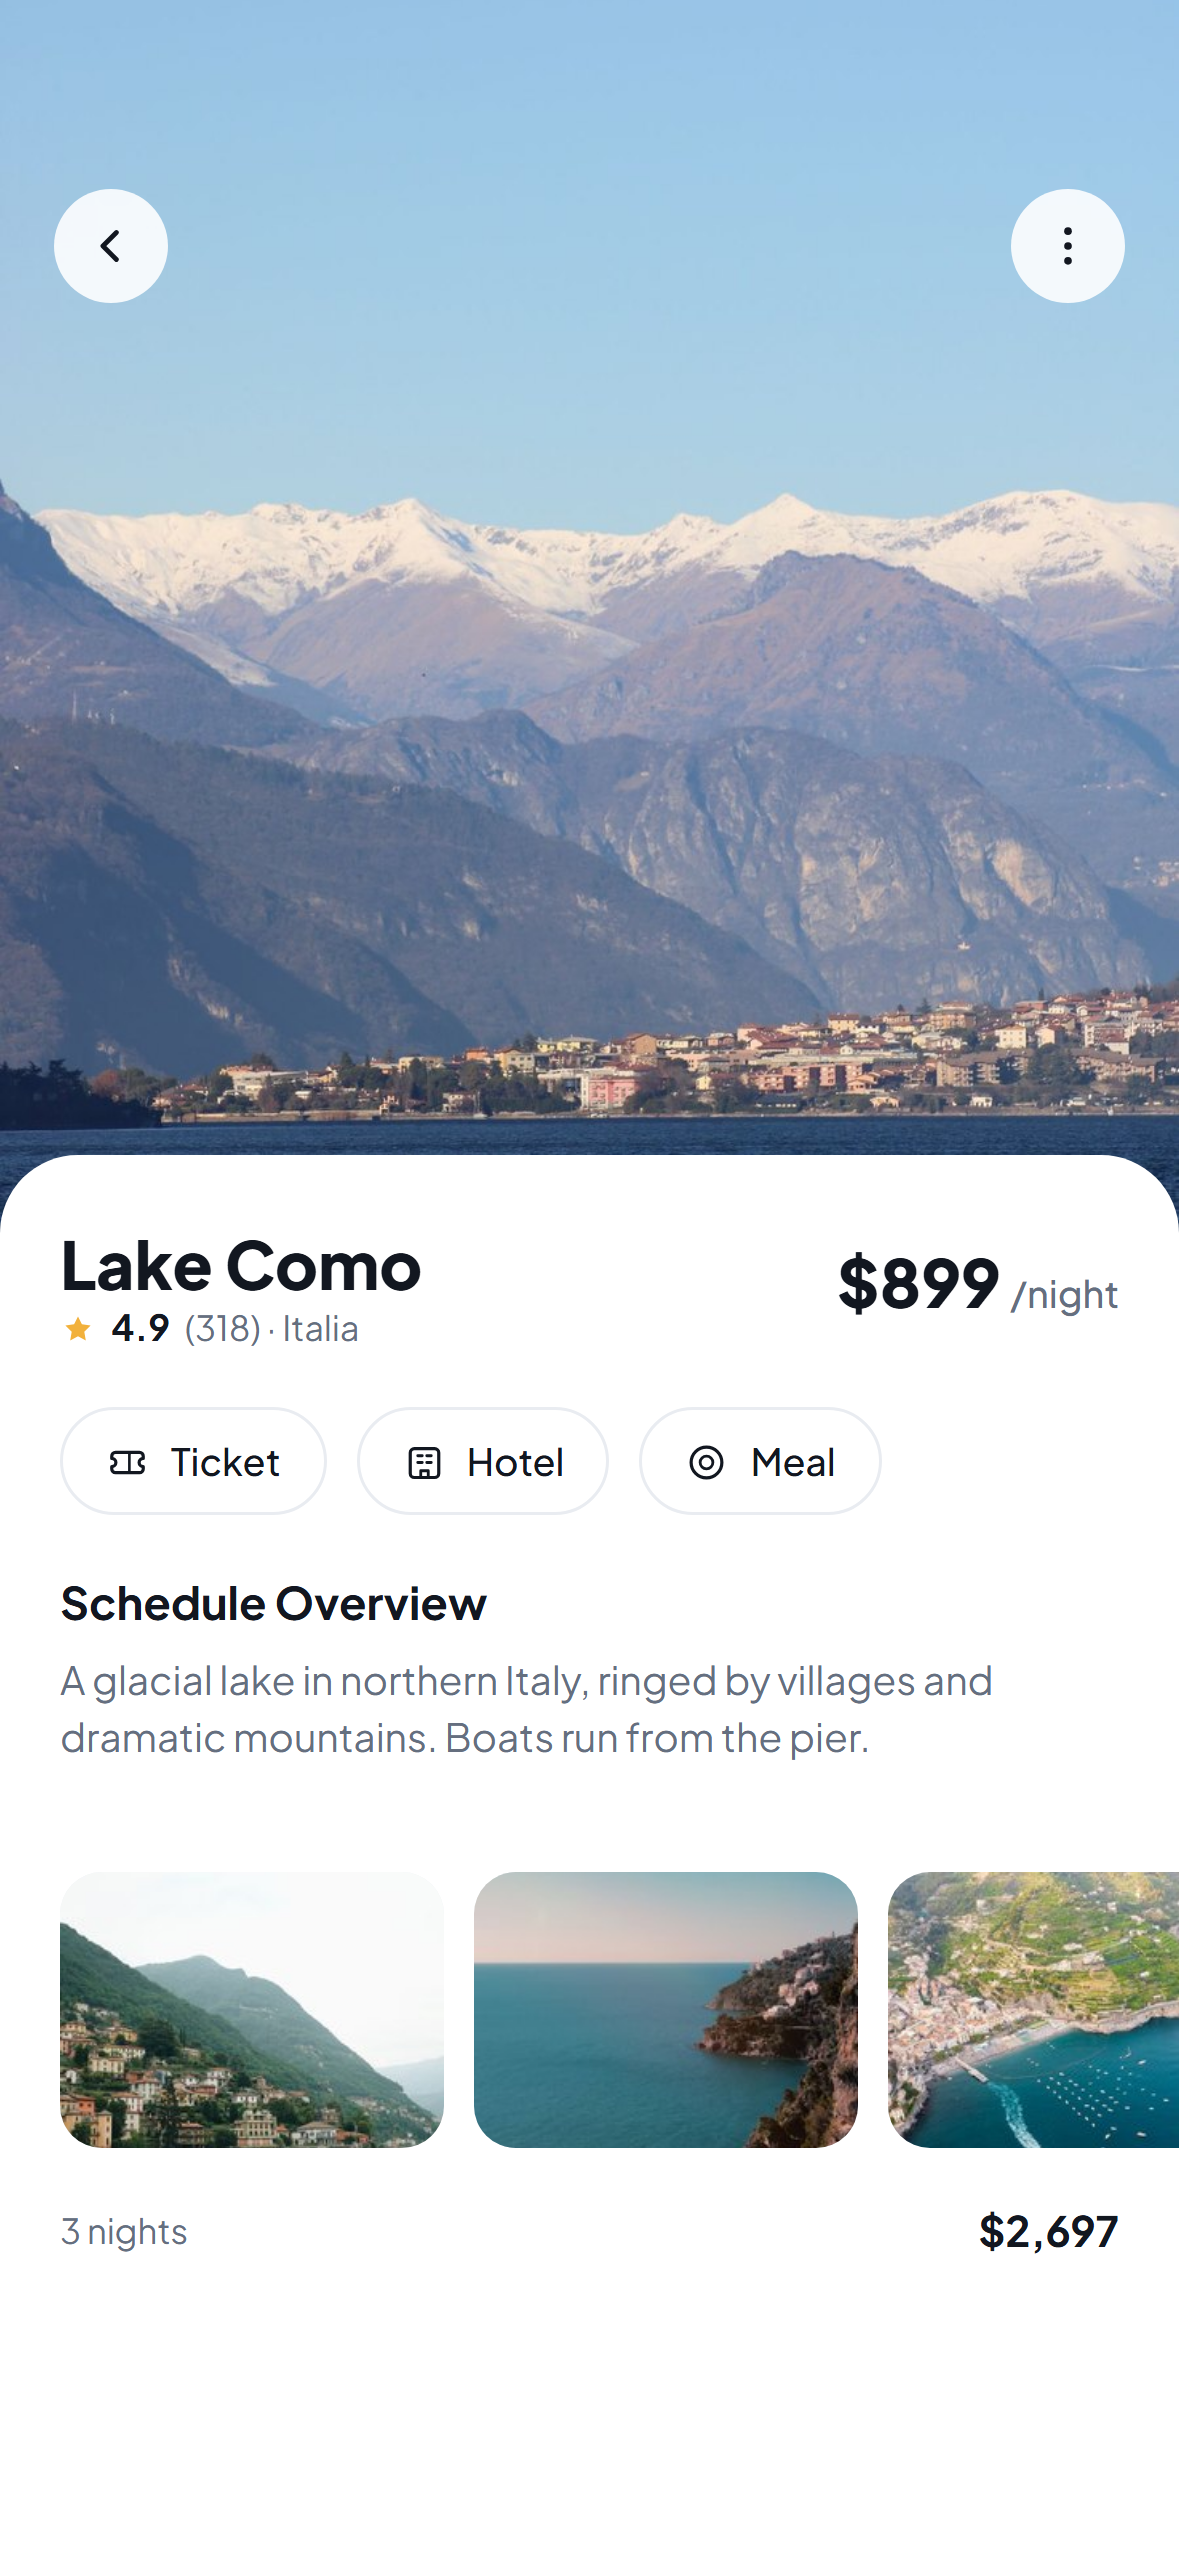 Lake Como
4.9 (318) · Italia
$899 /night
Ticket
Hotel
Meal
Schedule Overview
A glacial lake in northern Italy, ringed by villages and
dramatic mountains. Boats run from the pier.
3 nights
$2,697